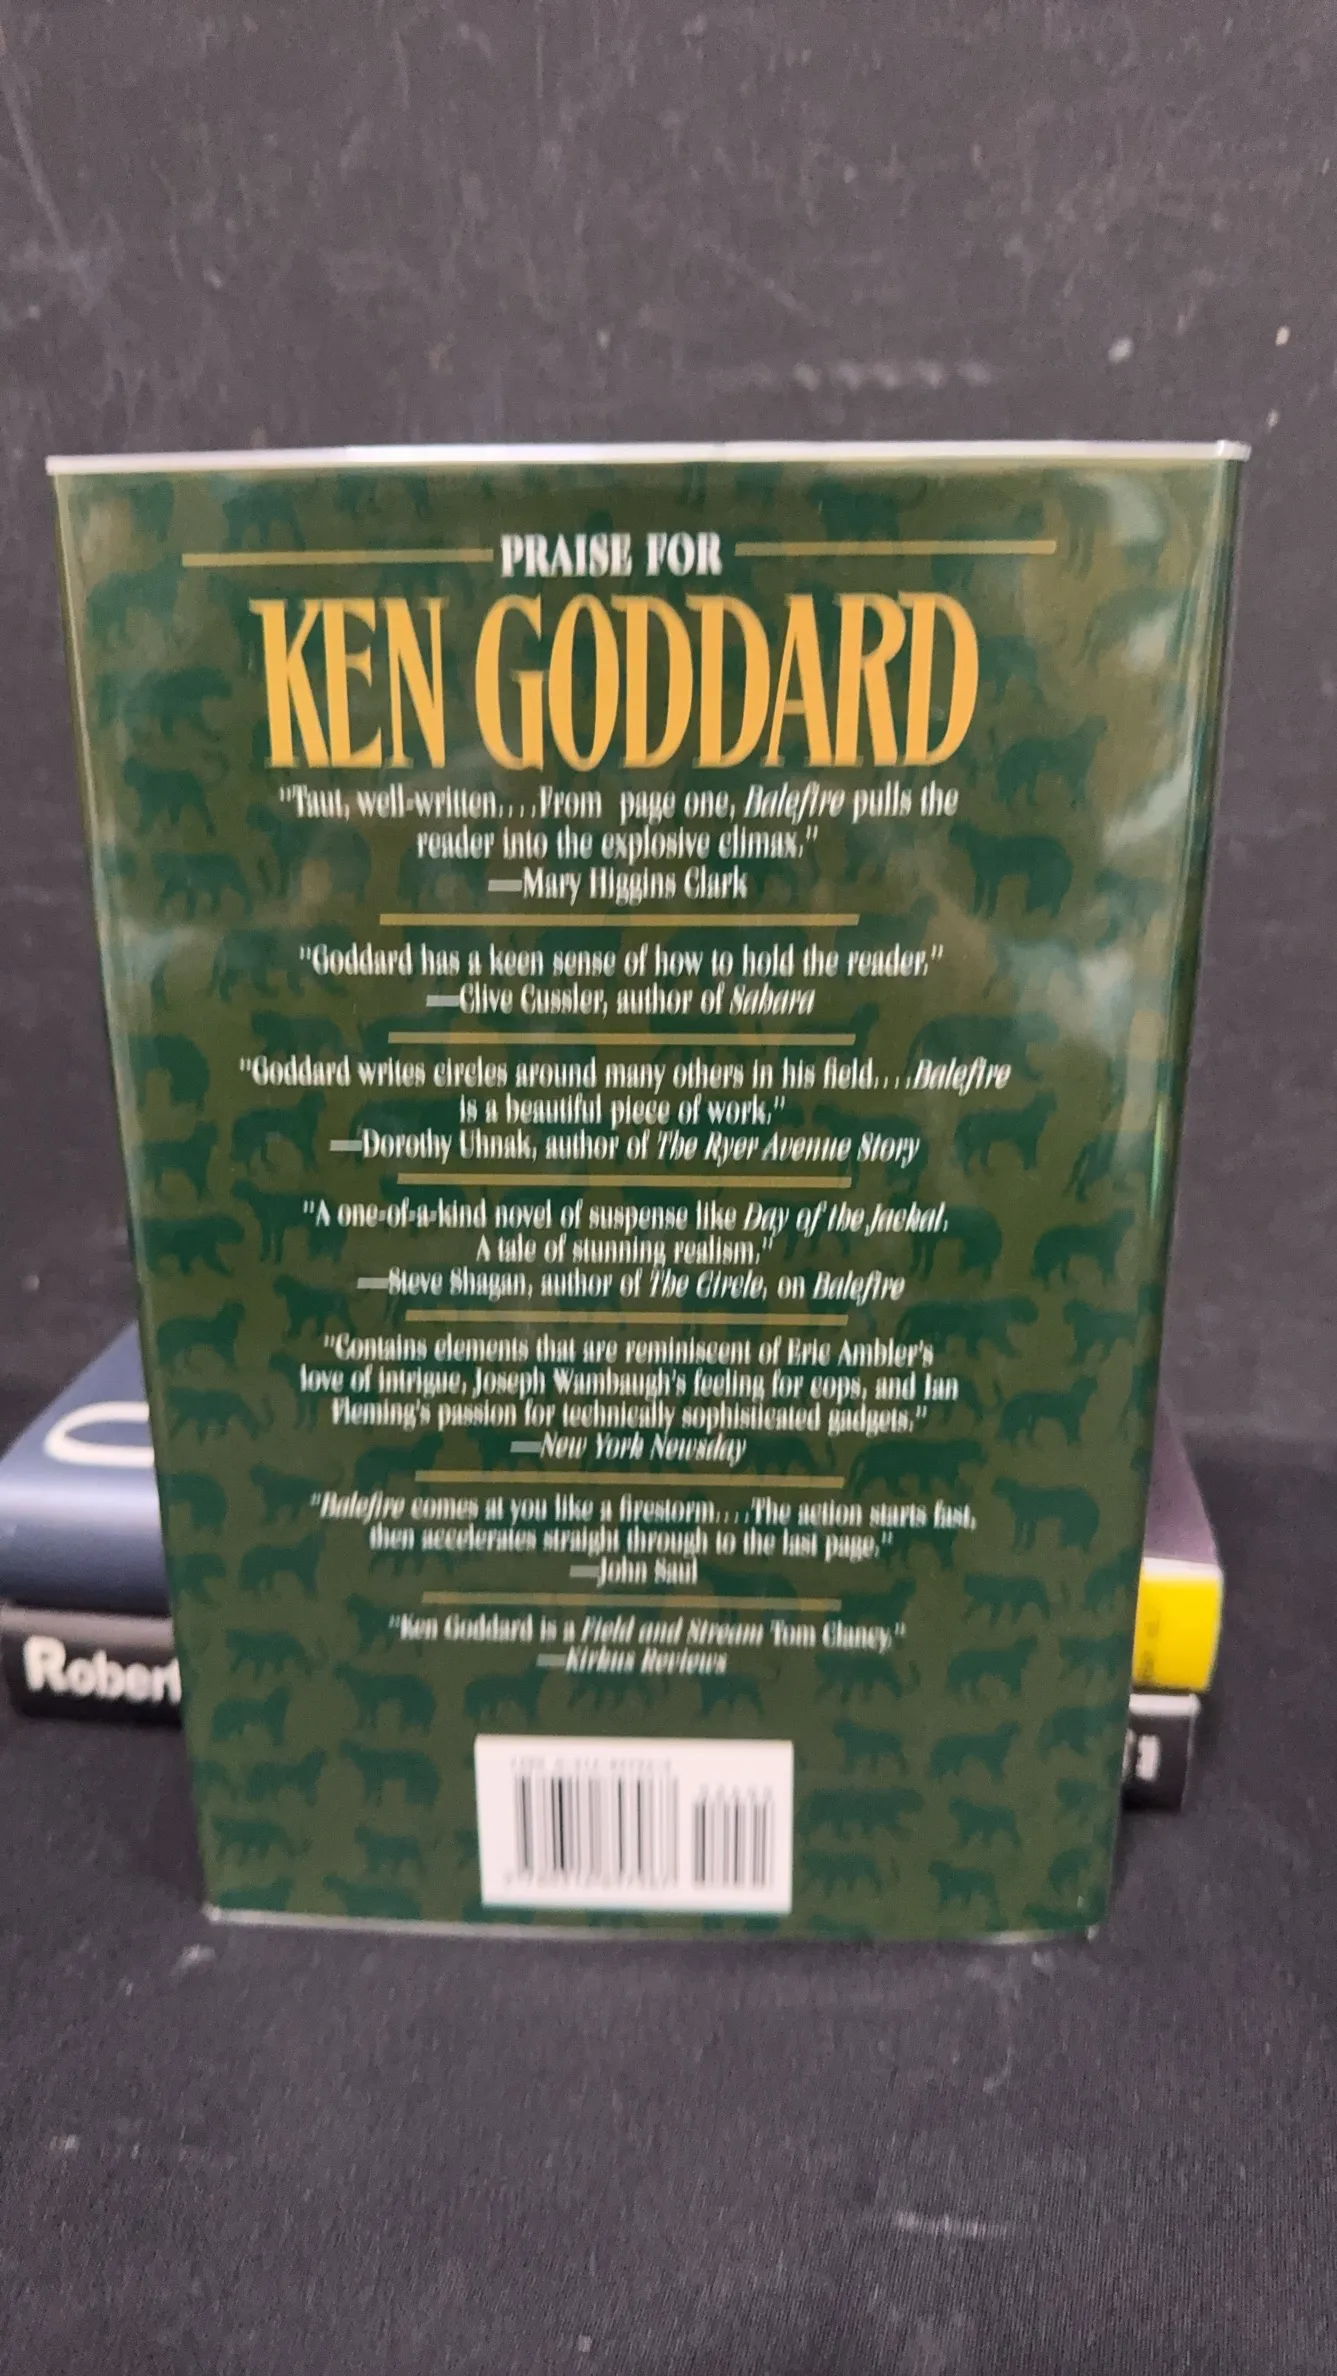 PRAISE FOR
KEN GODDARD
"Taut, well-written....From page one, Balefire pulls the
reader into the explosive climax."
—Mary Higgins Clark
"Goddard has a keen sense of how to hold the reader."
—Clive Cussler, author of Sahara
"Goddard writes circles around many others in his field....Balefire
is a beautiful piece of work."
—Dorothy Uhnak, author of The Ryer Avenue Story
"A one-of-a-kind novel of suspense like Day of the Jackal.
A tale of stunning realism."
—Steve Shagan, author of The Circle, on Balefire
"Contains elements that are reminiscent of Eric Ambler's
love of intrigue, Joseph Wambaugh's feeling for cops, and Ian
Fleming's passion for technically sophisticated gadgets."
—New York Newsday
"Balefire comes at you like a firestorm....The action starts fast,
then accelerates straight through to the last page."
—John Saul
"Ken Goddard is a Field and Stream Tom Clancy."
—Kirkus Reviews
Robert